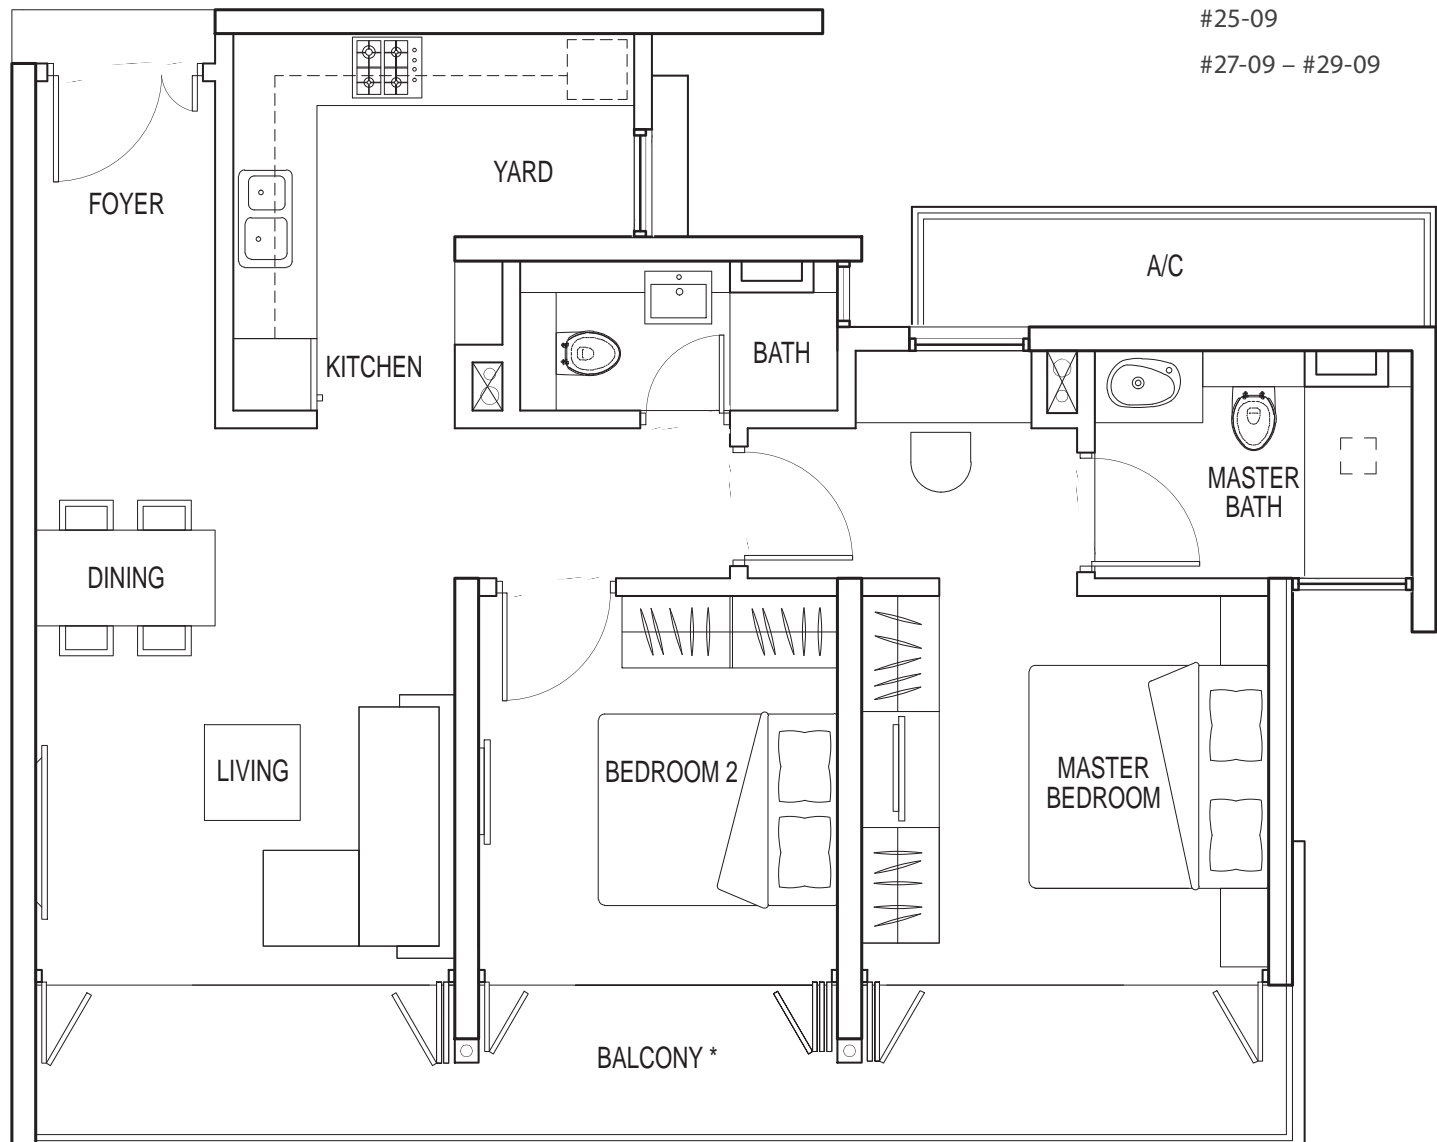 #25-09
#27-09 – #29-09
YARD
FOYER
A/C
BATH
KITCHEN
MASTER
BATH
DINING
LIVING
BEDROOM 2
MASTER
BEDROOM
BALCONY *